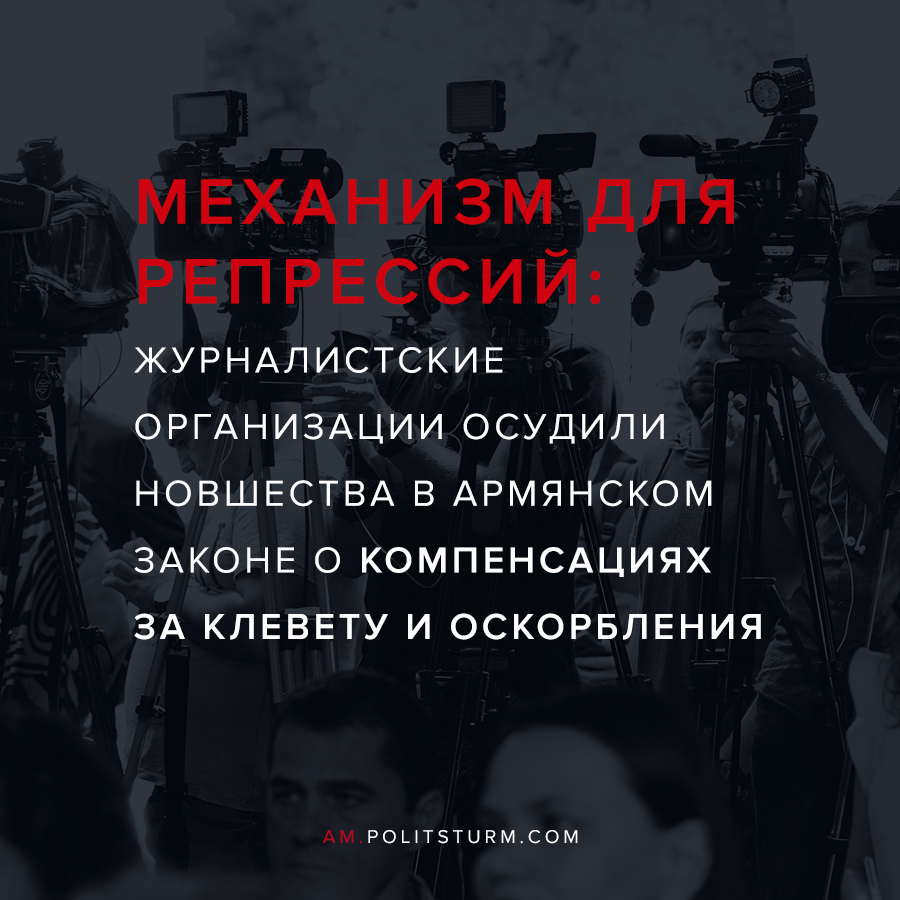 МЕХАНИЗМ ДЛЯ
РЕПРЕССИЙ:
ЖУРНАЛИСТСКИЕ
ОРГАНИЗАЦИИ ОСУДИЛИ
НОВШЕСТВА В АРМЯНСКОМ
ЗАКОНЕ О КОМПЕНСАЦИЯХ
ЗА КЛЕВЕТУ И ОСКОРБЛЕНИЯ
AM.POLITSTURM.COM